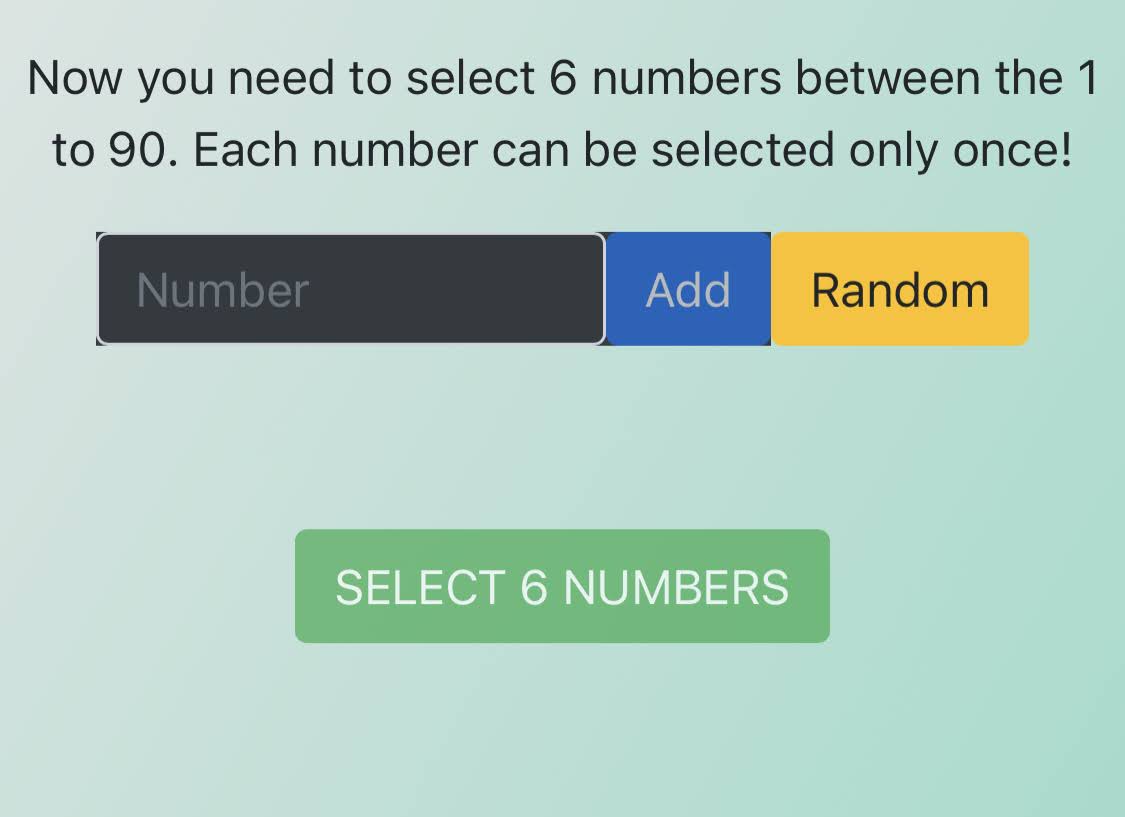 Now you need to select 6 numbers between the 1
to 90. Each number can be selected only once!
Number Add Random
SELECT 6 NUMBERS